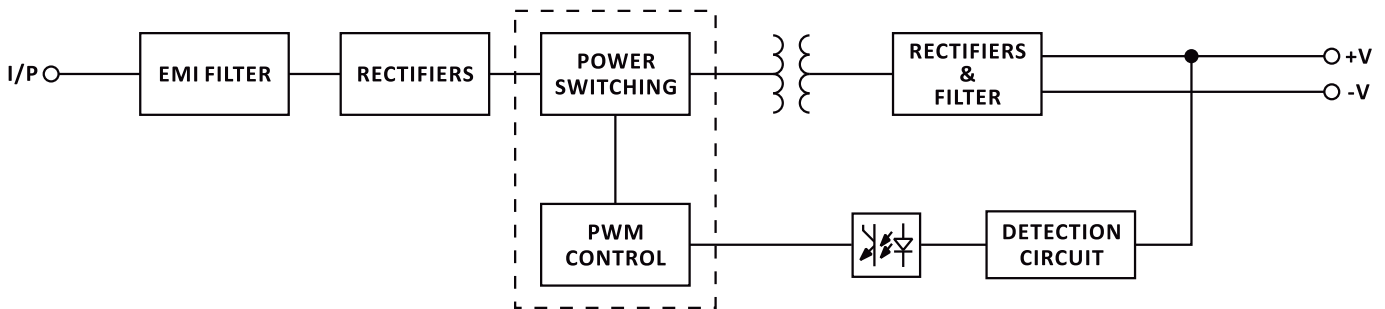 I/P
EMI FILTER
RECTIFIERS
POWER
SWITCHING
RECTIFIERS
&
FILTER
+V
-V
PWM
CONTROL
DETECTION
CIRCUIT